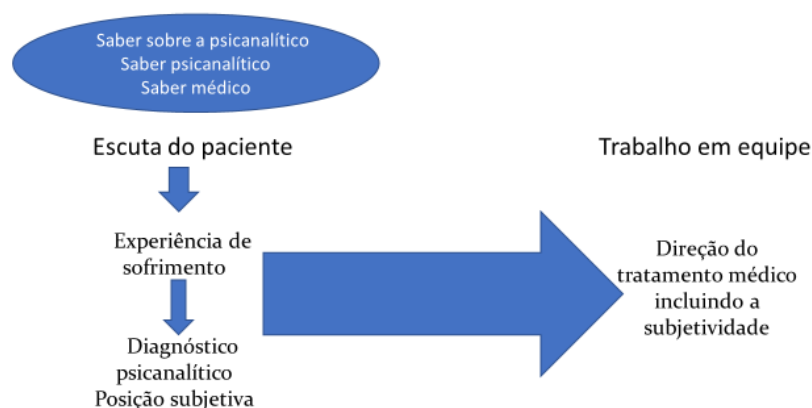 Saber sobre a psicanalítico
Saber psicanalítico
Saber médico
Escuta do paciente
Trabalho em equipe
Experiência de
sofrimento
Direção do
tratamento médico
incluindo a
subjetividade
Diagnóstico
psicanalítico
Posição subjetiva